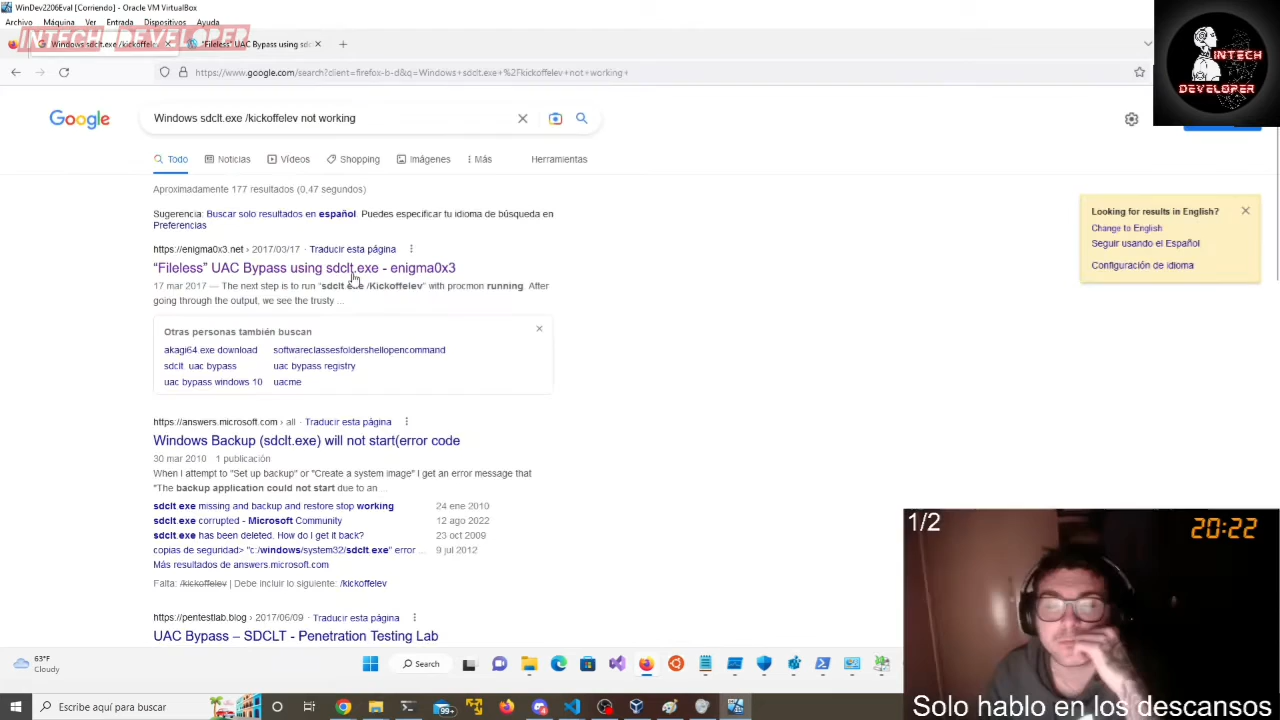 WinDev2206Eval [Corriendo] - Oracle VM VirtualBox
Archivo Máquina Ver Entrada Dispositivos Ayuda
INTECH DEVELOPER
Windows sdclt.exe /kickoffelev
"Fileless" UAC Bypass using sdc
https://www.google.com/search?client=firefox-b-d&q=Windows+sdclt.exe+%2Fkickoffelev+not+working+
INTECH
DEVELOPER
Google
Windows sdclt.exe /kickoffelev not working
Todo Noticias Vídeos Shopping Imágenes Más Herramientas
Aproximadamente 177 resultados (0,47 segundos)
Sugerencia: Buscar solo resultados en español. Puedes especificar tu idioma de búsqueda en
Preferencias
Looking for results in English?
Change to English
Seguir usando el Español
Configuración de idioma
https://enigma0x3.net › 2017/03/17 · Traducir esta página
“Fileless” UAC Bypass using sdclt.exe - enigma0x3
17 mar 2017 — The next step is to run “sdclt.exe /Kickoffelev” with procmon running. After
going through the output, we see the trusty ...
Otras personas también buscan
akagi64 exe download softwareclassesfoldershellopencommand
sdclt uac bypass uac bypass registry
uac bypass windows 10 uacme
https://answers.microsoft.com › all · Traducir esta página
Windows Backup (sdclt.exe) will not start(error code
30 mar 2010 · 1 publicación
When I attempt to "Set up backup" or "Create a system image" I get an error message that
"The backup application could not start due to an ...
sdclt.exe missing and backup and restore stop working 24 ene 2010
sdclt.exe corrupted - Microsoft Community 12 ago 2022
sdclt.exe has been deleted. How do I get it back? 23 oct 2009
copias de seguridad> "c:/windows/system32/sdclt.exe" error ... 9 jul 2012
Más resultados de answers.microsoft.com
Falta: /kickoffelev | Debe incluir lo siguiente: /kickoffelev
https://pentestlab.blog › 2017/06/09 · Traducir esta página
UAC Bypass – SDCLT - Penetration Testing Lab
1/2
20:22
63°F
Cloudy
Search
Escribe aquí para buscar
99+
Solo hablo en los descansos